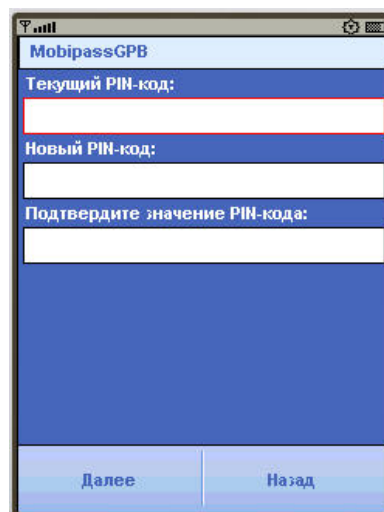 MobipassGPB
Текущий PIN-код:
Новый PIN-код:
Подтвердите значение PIN-кода:
Далее
Назад